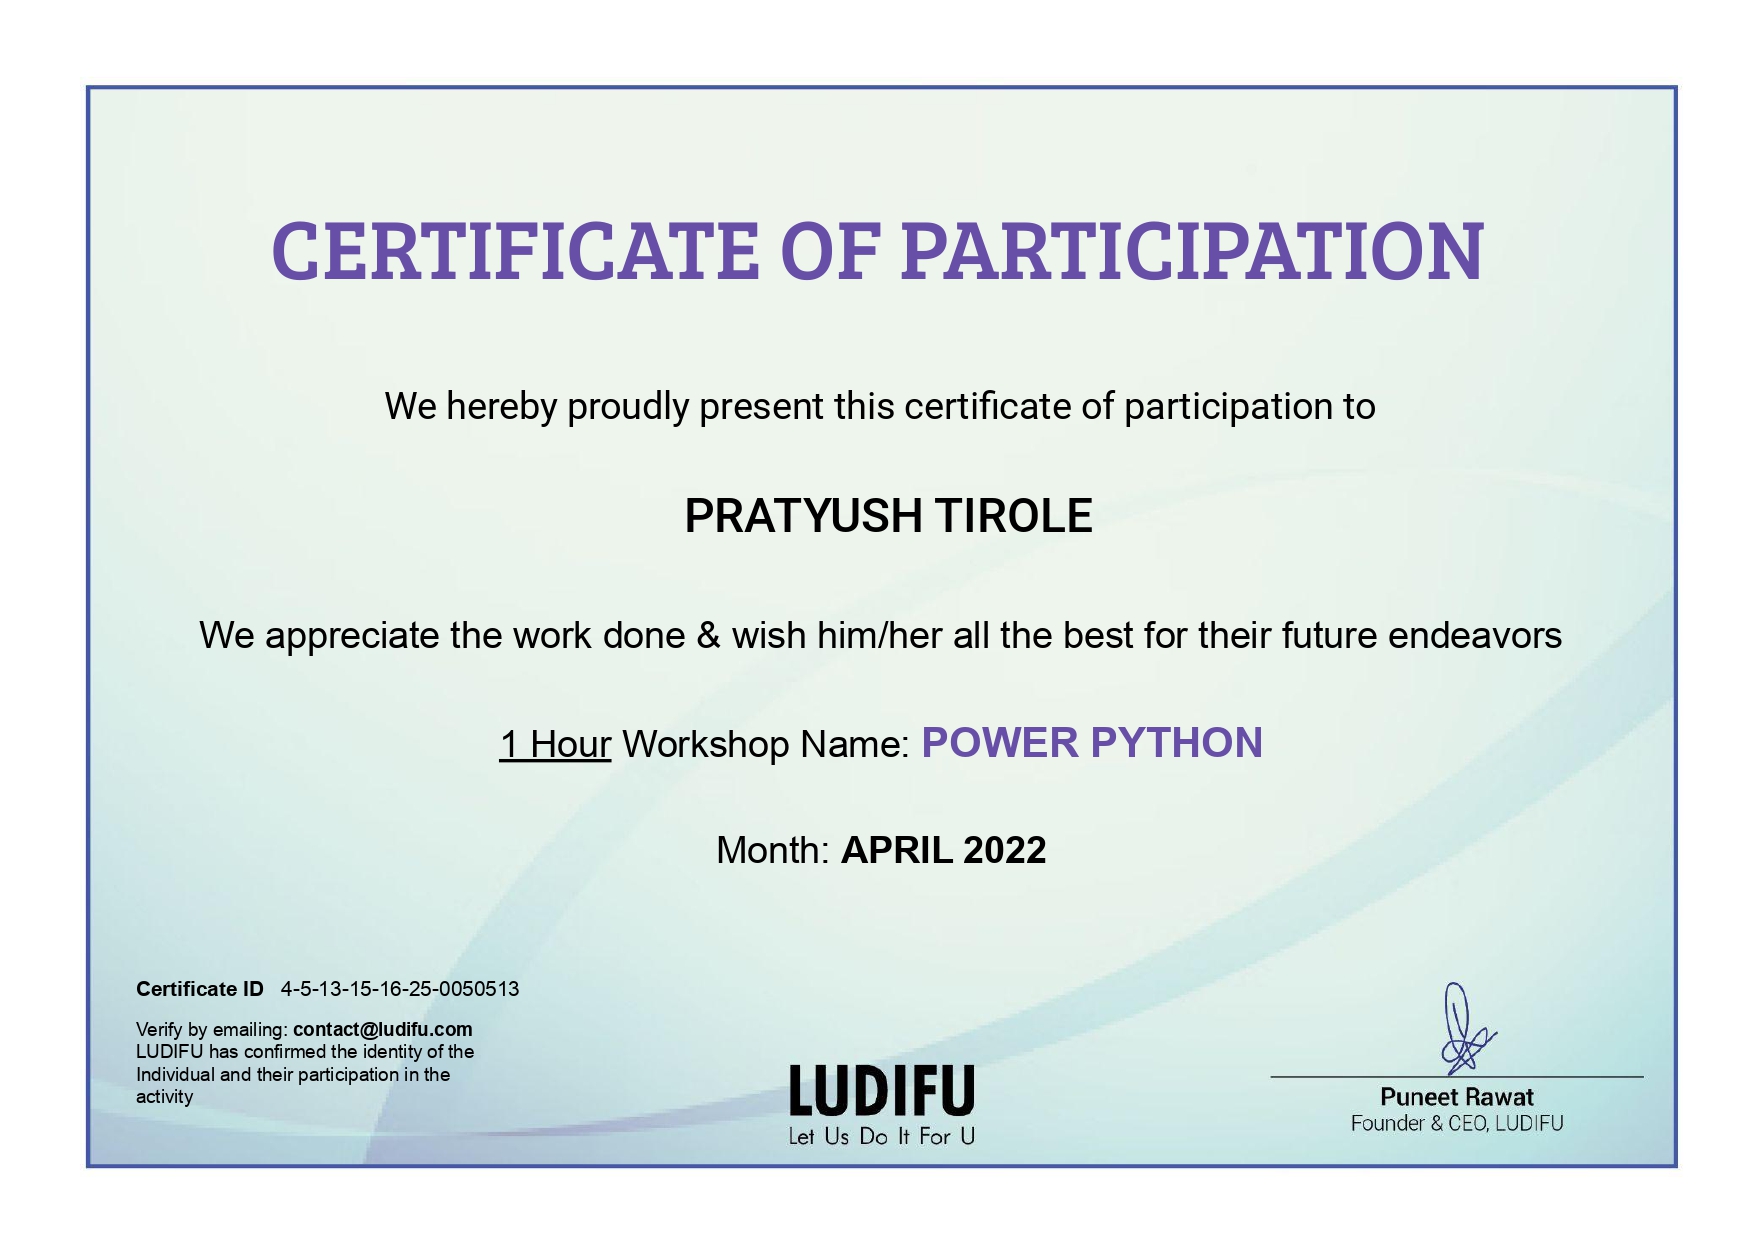 CERTIFICATE OF PARTICIPATION
We hereby proudly present this certificate of participation to
PRATYUSH TIROLE
We appreciate the work done & wish him/her all the best for their future endeavors
1 Hour Workshop Name: POWER PYTHON
Month: APRIL 2022
Certificate ID 4-5-13-15-16-25-0050513
Verify by emailing: contact@ludifu.com
LUDIFU has confirmed the identity of the
Individual and their participation in the
activity
LUDIFU
Let Us Do It For U
Puneet Rawat
Founder & CEO, LUDIFU